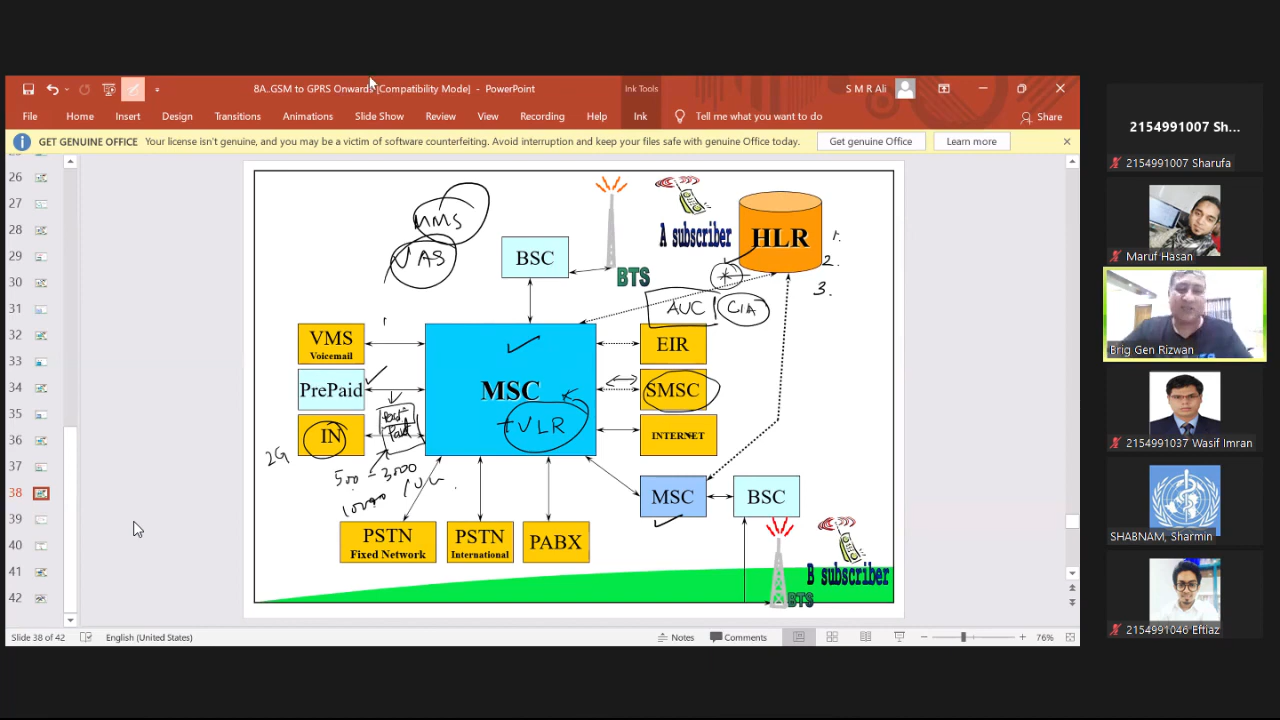 8A..GSM to GPRS Onwards [Compatibility Mode] - PowerPoint
Ink Tools
S M R Ali
File Home Insert Design Transitions Animations Slide Show Review View Recording Help Ink Tell me what you want to do Share
GET GENUINE OFFICE Your license isn't genuine, and you may be a victim of software counterfeiting. Avoid interruption and keep your files safe with genuine Office today. Get genuine Office Learn more
26
27
28
29
30
31
32
33
34
35
36
37
38
39
40
41
42
MMS
VAS
BSC
BTS
A subscriber
HLR
1.
2.
3.
*
AUC
CIA
VMS
Voicemail
PrePaid
IN
2G
Post
Paid
500 - 3000
MSC
+VLR
EIR
SMSC
INTERNET
MSC
BSC
PSTN
Fixed Network
PSTN
International
PABX
B subscriber
BTS
Slide 38 of 42 English (United States) Notes Comments 76%
2154991007 Sh...
2154991007 Sharufa
Maruf Hasan
Brig Gen Rizwan
2154991037 Wasif Imran
SHABNAM, Sharmin
2154991046 Eftiaz